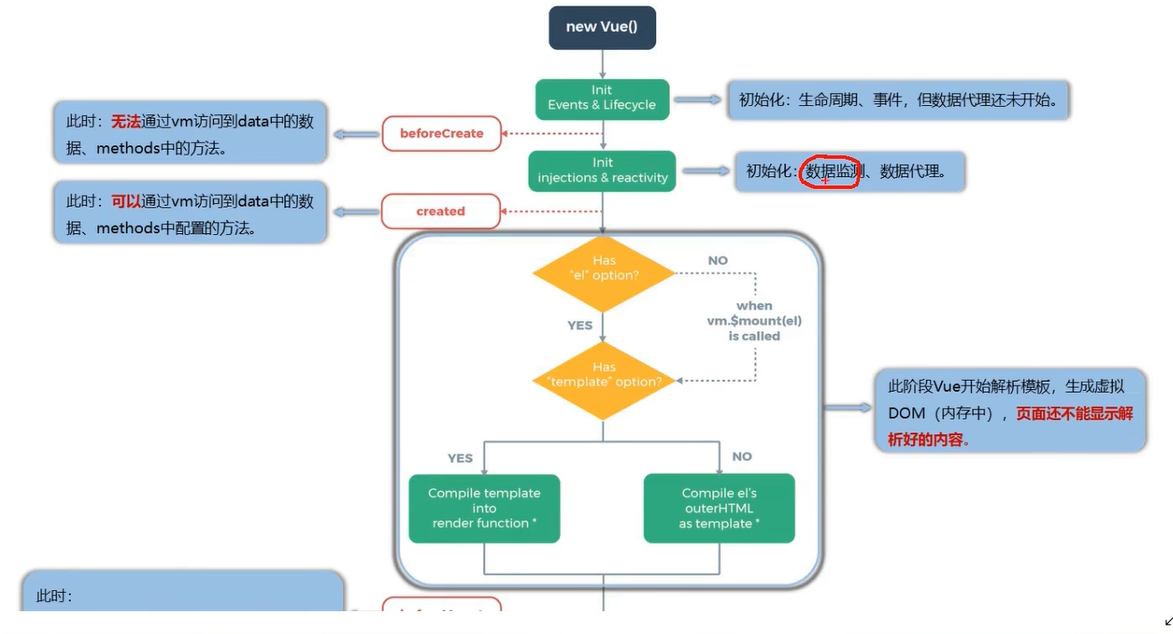 new Vue()
Init
Events & Lifecycle
初始化：生命周期、事件，但数据代理还未开始。
此时：无法通过vm访问到data中的数
据、methods中的方法。
beforeCreate
Init
injections & reactivity
初始化：数据监测、数据代理。
此时：可以通过vm访问到data中的数
据、methods中配置的方法。
created
Has
"el" option?
NO
when
vm.$mount(el)
is called
YES
Has
"template" option?
此阶段Vue开始解析模板，生成虚拟
DOM（内存中），页面还不能显示解
析好的内容。
YES
NO
Compile template
into
render function *
Compile el's
outerHTML
as template *
此时：